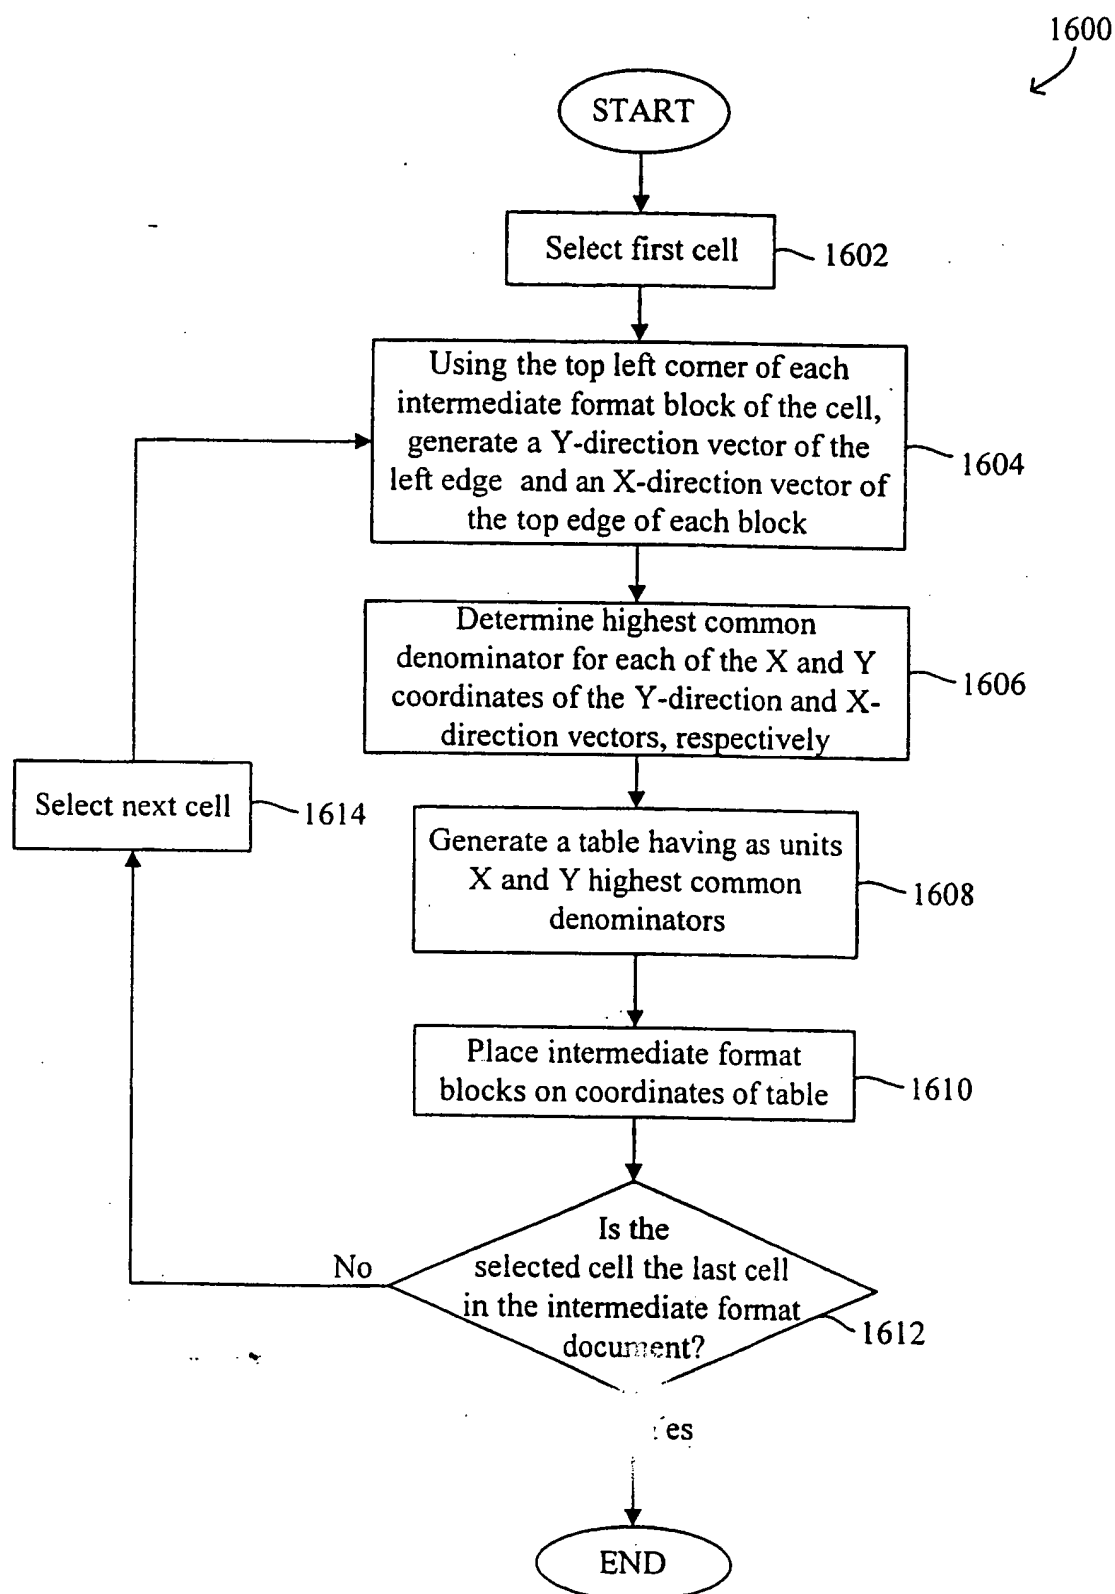 1600
START
Select first cell
1602
Using the top left corner of each
intermediate format block of the cell,
generate a Y-direction vector of the
left edge and an X-direction vector of
the top edge of each block
1604
Determine highest common
denominator for each of the X and Y
coordinates of the Y-direction and X-
direction vectors, respectively
1606
Select next cell
1614
Generate a table having as units
X and Y highest common
denominators
1608
Place intermediate format
blocks on coordinates of table
1610
Is the
selected cell the last cell
in the intermediate format
document?
No
1612
es
END